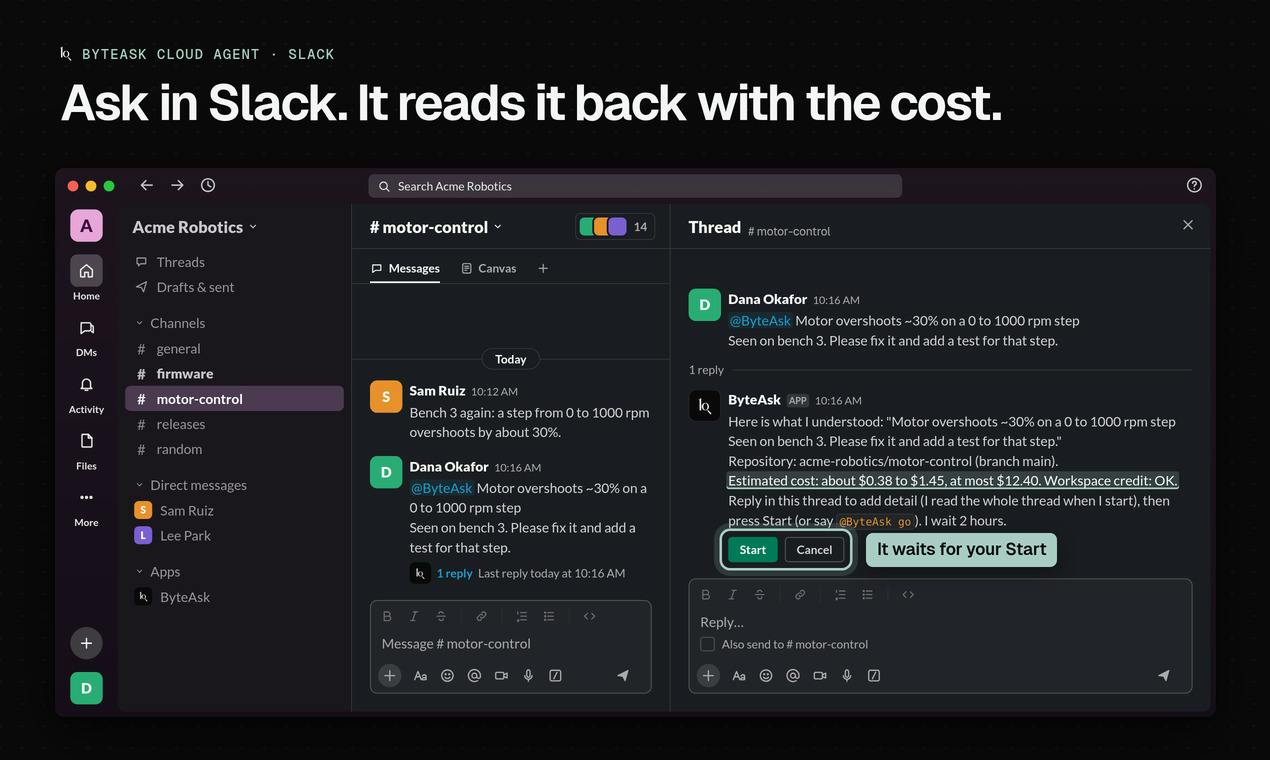 BYTEASK CLOUD AGENT · SLACK
Ask in Slack. It reads it back with the cost.
Search Acme Robotics
A
Home
DMs
Activity
Files
More
D
Acme Robotics
Threads
Drafts & sent
Channels
# general
# firmware
# motor-control
# releases
# random
Direct messages
S Sam Ruiz
L Lee Park
Apps
ByteAsk
# motor-control
14
Messages
Canvas
Today
S
Sam Ruiz 10:12 AM
Bench 3 again: a step from 0 to 1000 rpm
overshoots by about 30%.
D
Dana Okafor 10:16 AM
@ByteAsk Motor overshoots ~30% on a
0 to 1000 rpm step
Seen on bench 3. Please fix it and add a
test for that step.
1 reply Last reply today at 10:16 AM
Message # motor-control
Aa
Thread # motor-control
D
Dana Okafor 10:16 AM
@ByteAsk Motor overshoots ~30% on a 0 to 1000 rpm step
Seen on bench 3. Please fix it and add a test for that step.
1 reply
ByteAsk APP 10:16 AM
Here is what I understood: "Motor overshoots ~30% on a 0 to 1000 rpm step
Seen on bench 3. Please fix it and add a test for that step."
Repository: acme-robotics/motor-control (branch main).
Estimated cost: about $0.38 to $1.45, at most $12.40. Workspace credit: OK.
Reply in this thread to add detail (I read the whole thread when I start), then
press Start (or say @ByteAsk go). I wait 2 hours.
Start
Cancel
It waits for your Start
Reply...
Also send to # motor-control
Aa